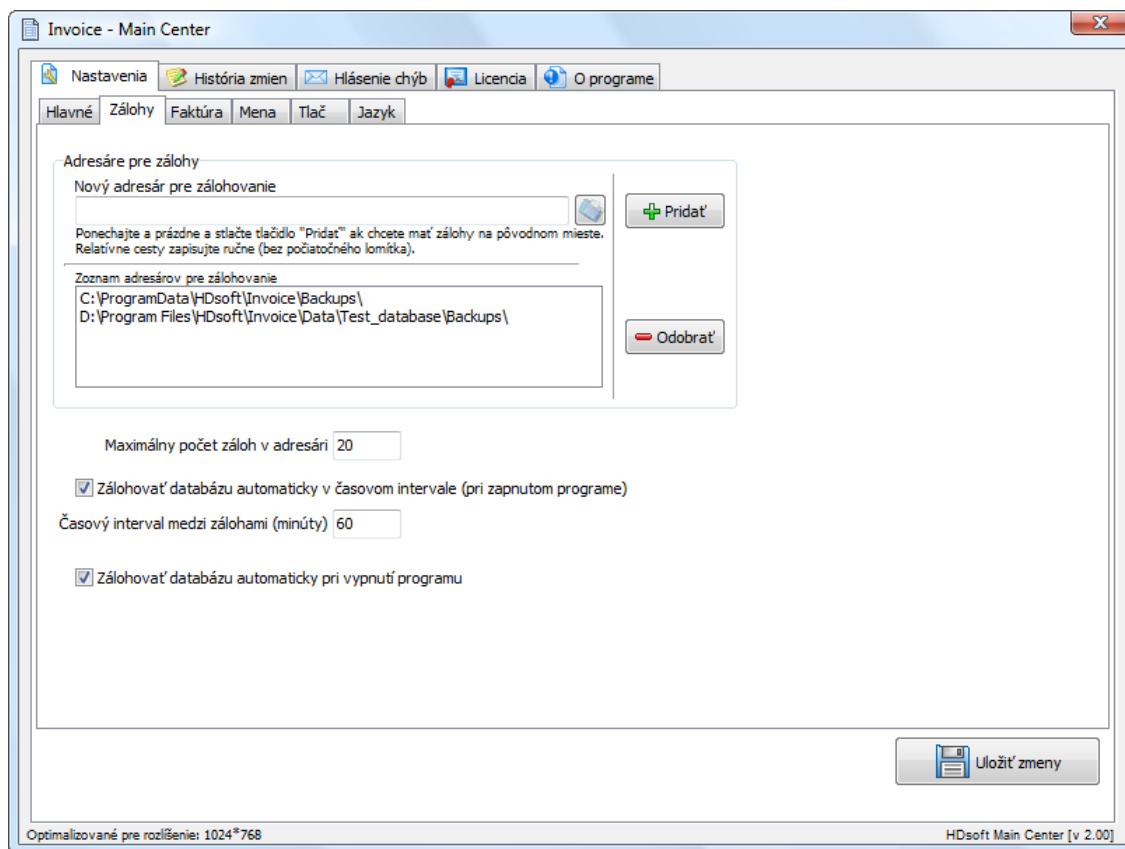 Invoice - Main Center
Nastavenia História zmien Hlásenie chýb Licencia O programe
Hlavné Zálohy Faktúra Mena Tlač Jazyk
Adresáre pre zálohy
Nový adresár pre zálohovanie
Pridať
Ponechajte a prázdne a stlačte tlačidlo "Pridať" ak chcete mať zálohy na pôvodnom mieste.
Relatívne cesty zapisujte ručne (bez počiatočného lomítka).
Zoznam adresárov pre zálohovanie
C:\ProgramData\HDsoft\Invoice\Backups\
D:\Program Files\HDsoft\Invoice\Data\Test_database\Backups\
Odobrať
Maximálny počet záloh v adresári 20
Zálohovať databázu automaticky v časovom intervale (pri zapnutom programe)
Časový interval medzi zálohami (minúty) 60
Zálohovať databázu automaticky pri vypnutí programu
Uložiť zmeny
Optimalizované pre rozlíšenie: 1024*768 HDsoft Main Center [v 2.00]